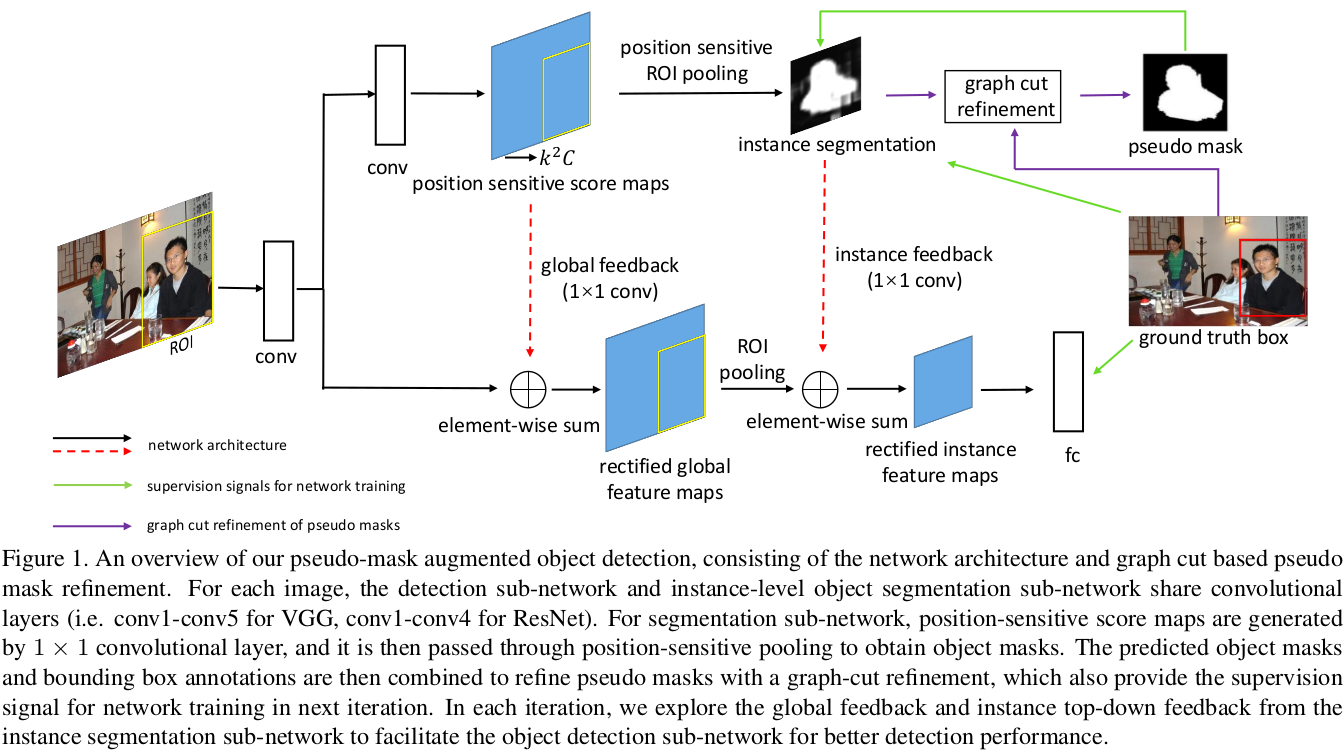 position sensitive
ROI pooling
graph cut
refinement
conv
k²C
position sensitive score maps
instance segmentation
pseudo mask
ROI
conv
global feedback
(1×1 conv)
instance feedback
(1×1 conv)
ROI
pooling
ground truth box
element-wise sum
element-wise sum
rectified global
feature maps
rectified instance
feature maps
fc
network architecture
supervision signals for network training
graph cut refinement of pseudo masks
Figure 1. An overview of our pseudo-mask augmented object detection, consisting of the network architecture and graph cut based pseudo
mask refinement. For each image, the detection sub-network and instance-level object segmentation sub-network share convolutional
layers (i.e. conv1-conv5 for VGG, conv1-conv4 for ResNet). For segmentation sub-network, position-sensitive score maps are generated
by 1 × 1 convolutional layer, and it is then passed through position-sensitive pooling to obtain object masks. The predicted object masks
and bounding box annotations are then combined to refine pseudo masks with a graph-cut refinement, which also provide the supervision
signal for network training in next iteration. In each iteration, we explore the global feedback and instance top-down feedback from the
instance segmentation sub-network to facilitate the object detection sub-network for better detection performance.